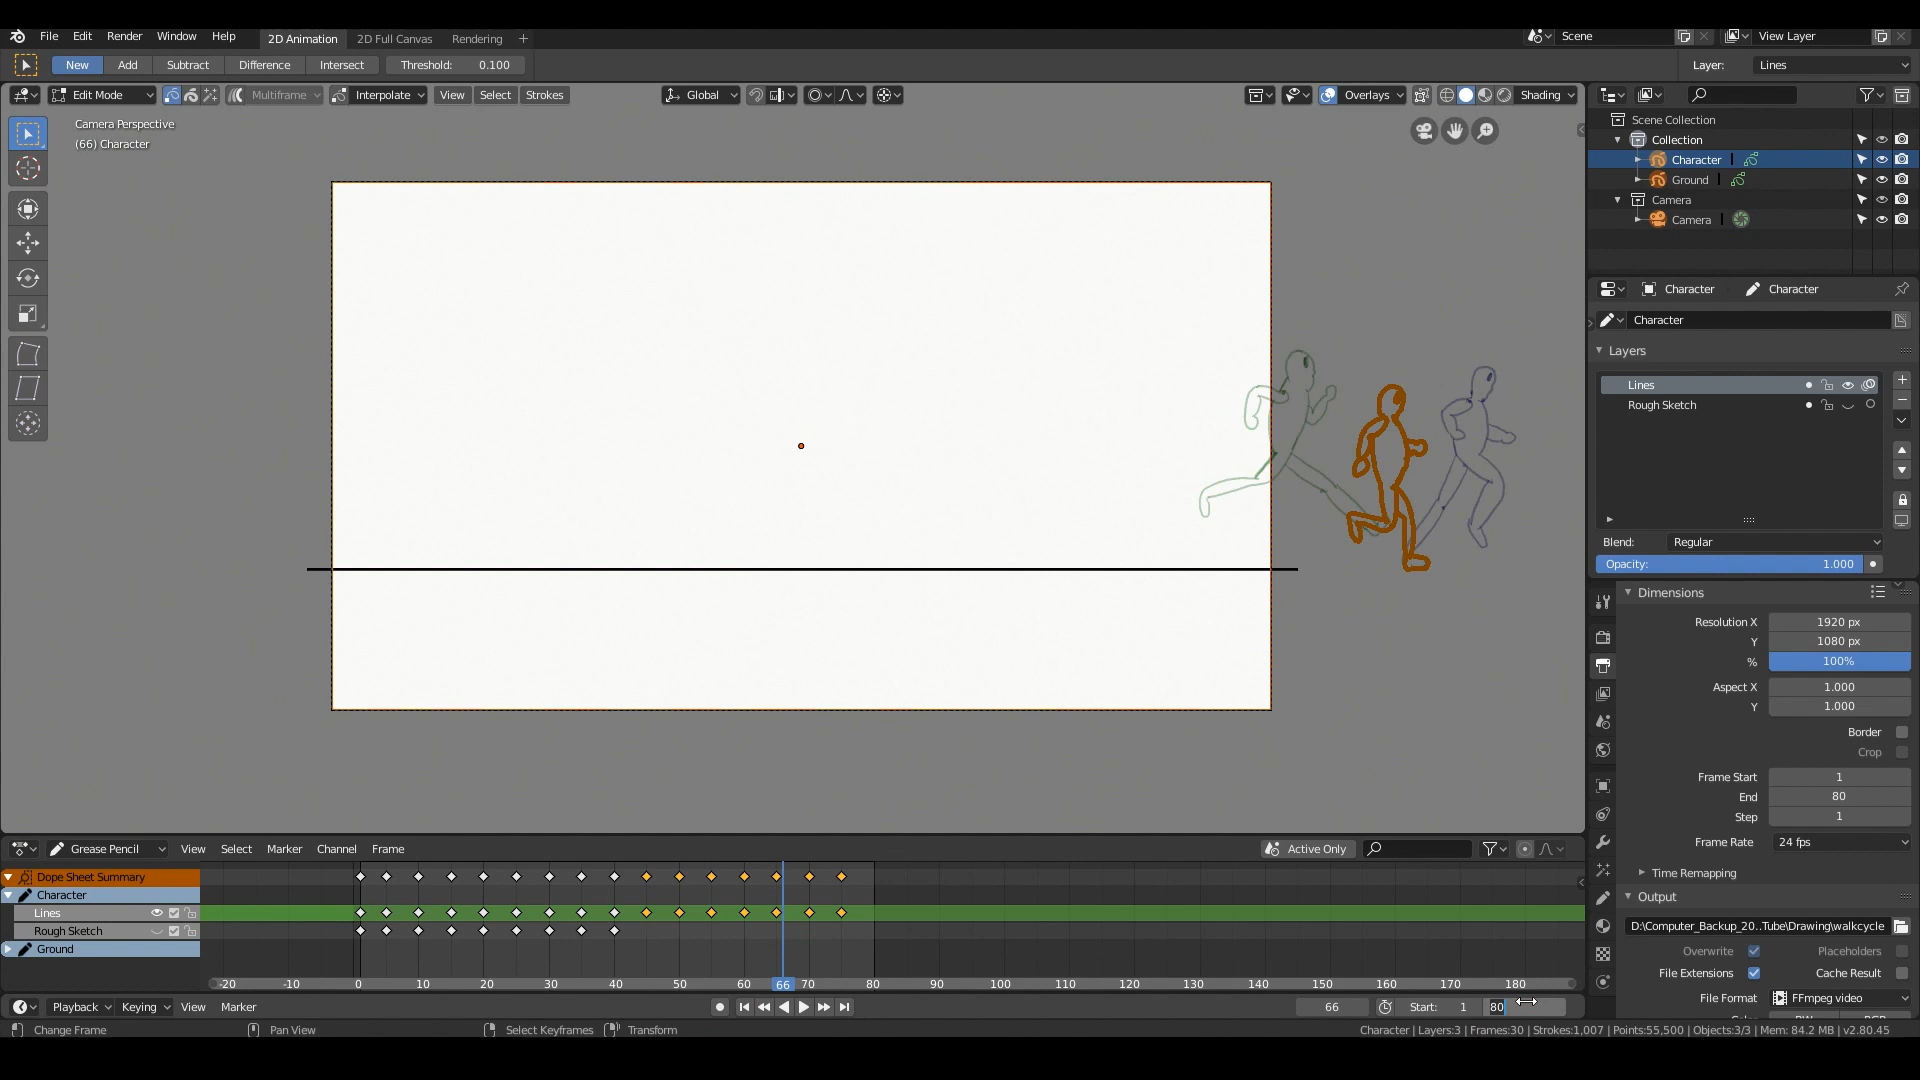 File Edit Render Window Help 2D Animation 2D Full Canvas Rendering + Scene View Layer
New Add Subtract Difference Intersect Threshold: 0.100 Layer: Lines
Edit Mode Multiframe Interpolate View Select Strokes Global Overlays Shading
Camera Perspective
(66) Character
Scene Collection
Collection
Character
Ground
Camera
Camera
Character Character
Character
Layers
Lines
Rough Sketch
Blend: Regular
Opacity: 1.000
Dimensions
Resolution X 1920 px
Y 1080 px
% 100%
Aspect X 1.000
Y 1.000
Border
Crop
Frame Start 1
End 80
Step 1
Frame Rate 24 fps
Time Remapping
Output
D:\Computer_Backup_20..Tube\Drawing\walkcycle
Overwrite Placeholders
File Extensions Cache Result
File Format FFmpeg video
Grease Pencil View Select Marker Channel Frame Active Only
Dope Sheet Summary
Character
Lines
Rough Sketch
Ground
-20 -10 0 10 20 30 40 50 60 66 70 80 90 100 110 120 130 140 150 160 170 180
Playback Keying View Marker 66 Start: 1 80
Change Frame Pan View Select Keyframes Transform Character | Layers:3 | Frames:30 | Strokes:1,007 | Points:55,500 | Objects:3/3 | Mem: 84.2 MB | v2.80.45